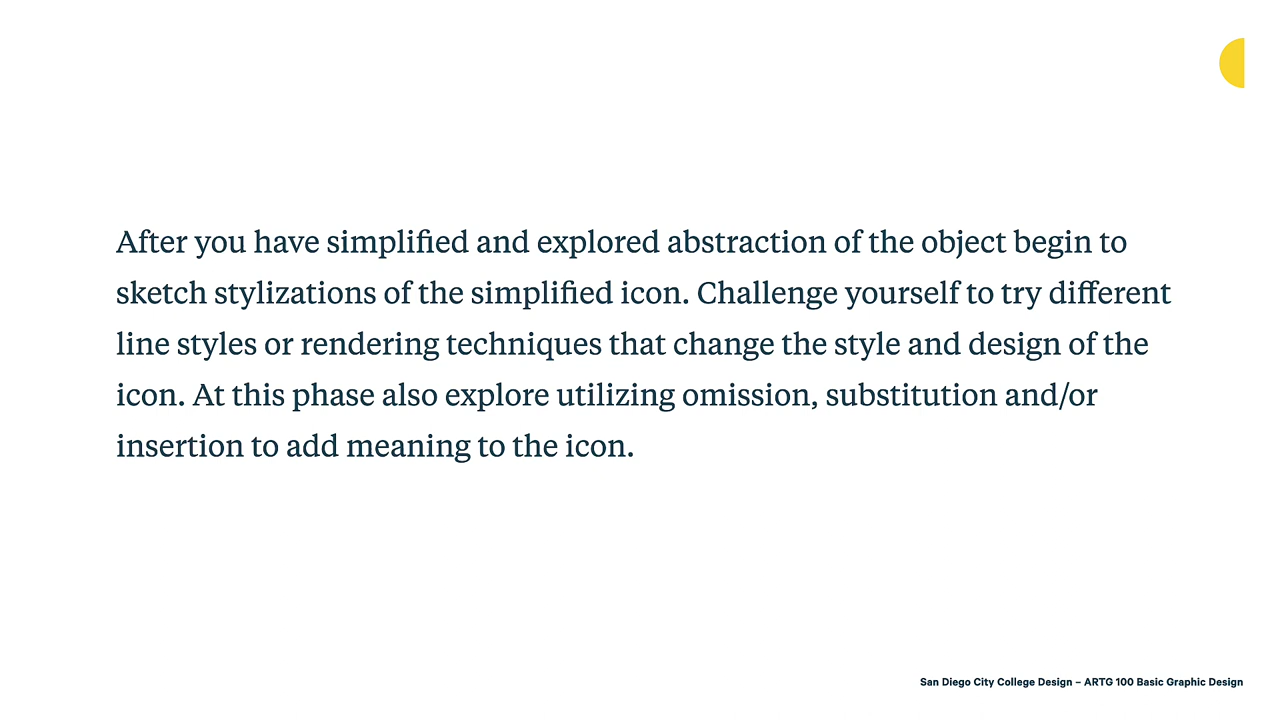 After you have simplified and explored abstraction of the object begin to
sketch stylizations of the simplified icon. Challenge yourself to try different
line styles or rendering techniques that change the style and design of the
icon. At this phase also explore utilizing omission, substitution and/or
insertion to add meaning to the icon.
San Diego City College Design – ARTG 100 Basic Graphic Design